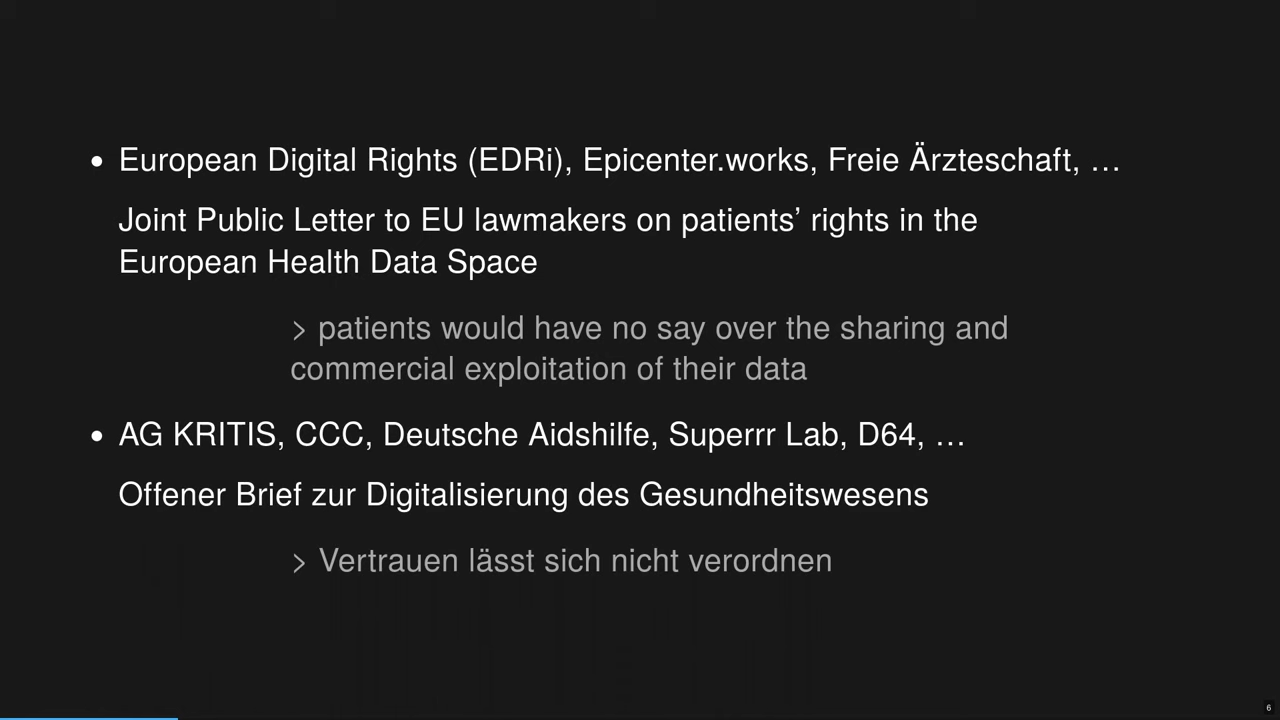 • European Digital Rights (EDRi), Epicenter.works, Freie Ärzteschaft, …
Joint Public Letter to EU lawmakers on patients’ rights in the
European Health Data Space
> patients would have no say over the sharing and
commercial exploitation of their data
• AG KRITIS, CCC, Deutsche Aidshilfe, Superrr Lab, D64, …
Offener Brief zur Digitalisierung des Gesundheitswesens
> Vertrauen lässt sich nicht verordnen
6